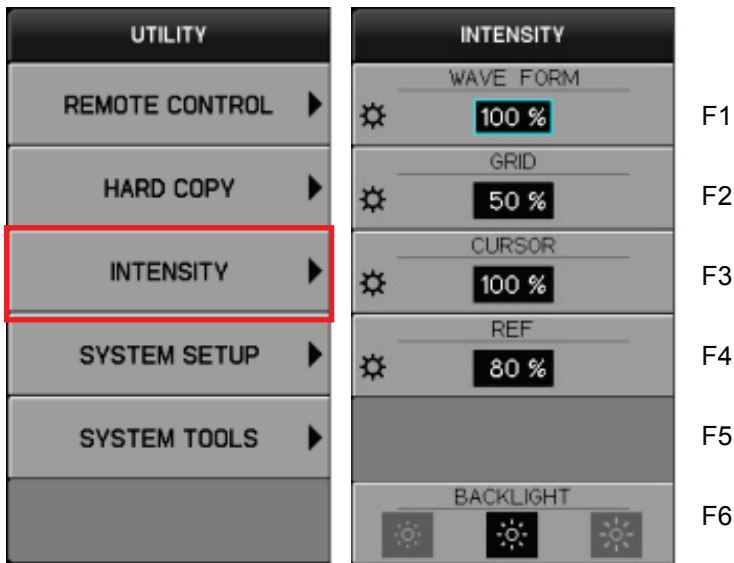 UTILITY
REMOTE CONTROL
HARD COPY
INTENSITY
SYSTEM SETUP
SYSTEM TOOLS
INTENSITY
WAVE FORM
100 %
F1
GRID
50 %
F2
CURSOR
100 %
F3
REF
80 %
F4
F5
BACKLIGHT
F6